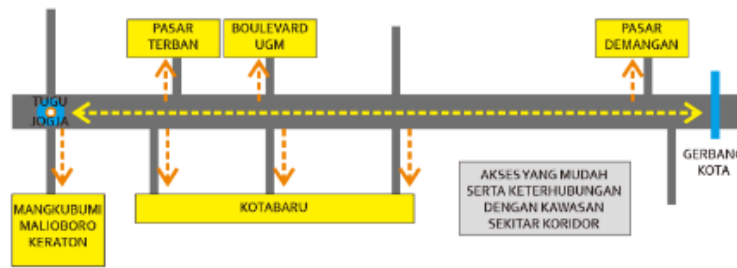 PASAR
TERBAN
BOULEVARD
UGM
PASAR
DEMANGAN
TUGU
JOGJA
GERBANG
KOTA
MANGKUBUMI
MALIOBORO
KERATON
KOTABARU
AKSES YANG MUDAH
SERTA KETERHUBUNGAN
DENGAN KAWASAN
SEKITAR KORIDOR